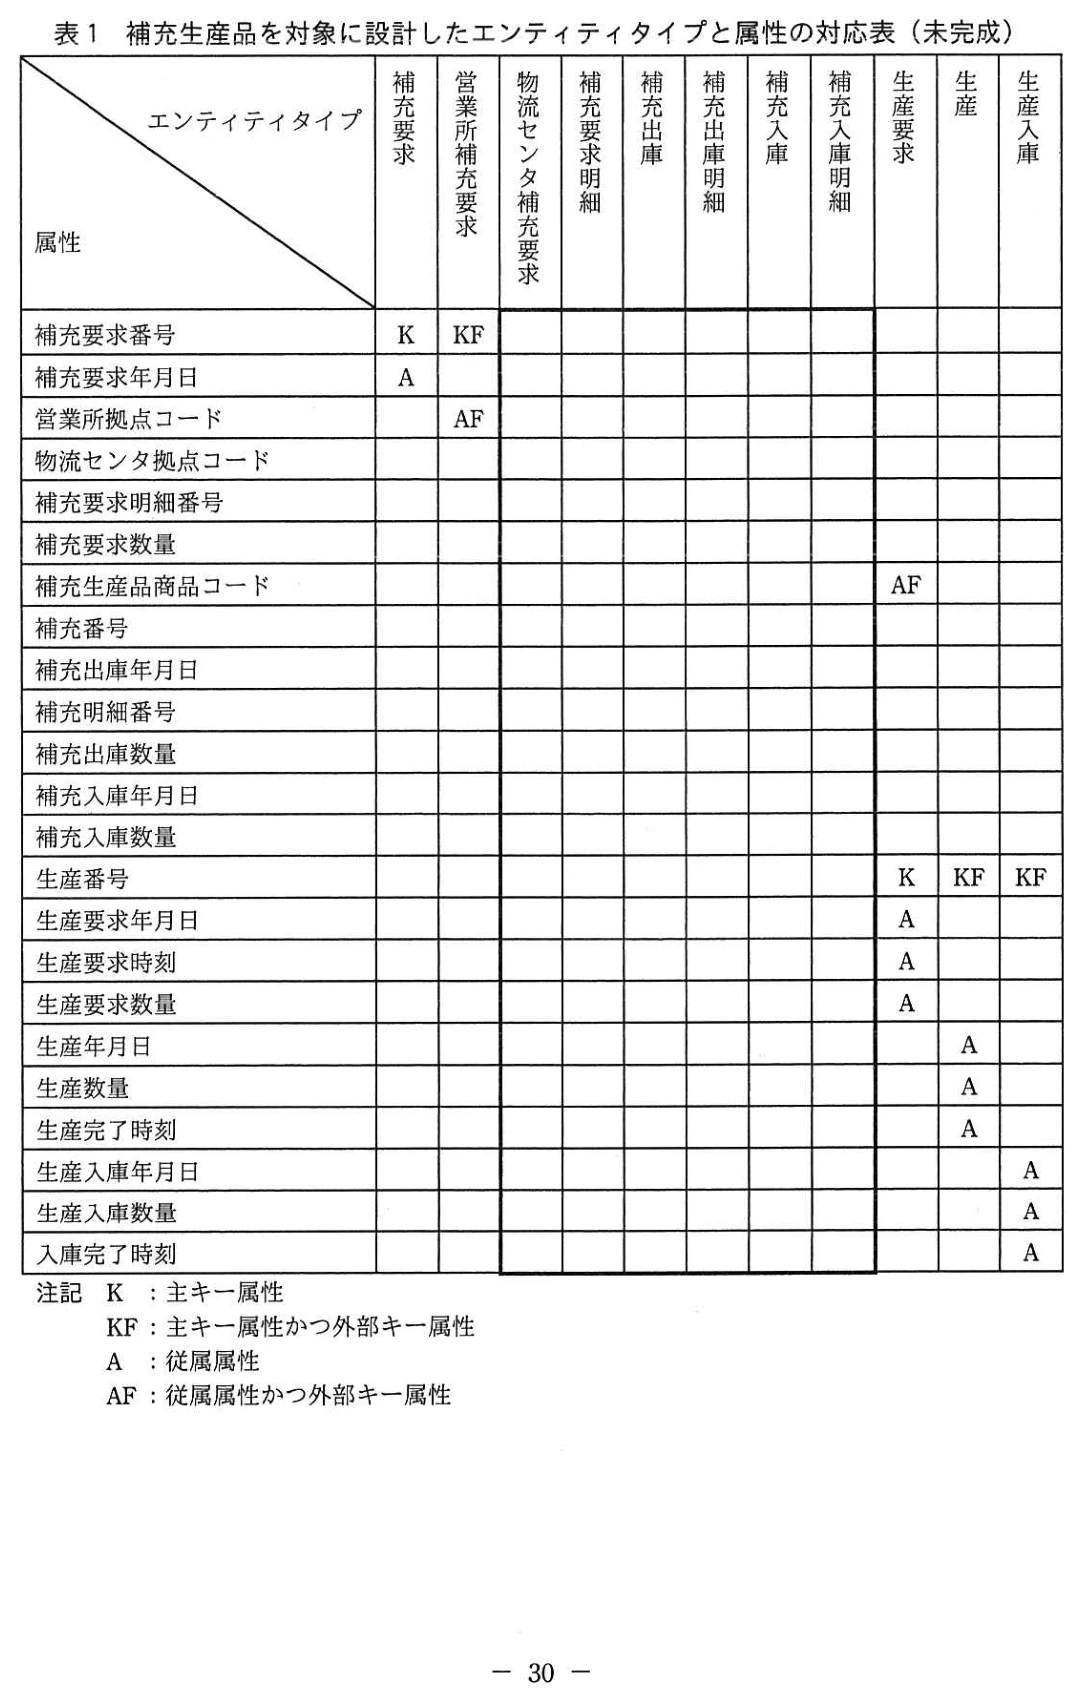 表1 補充生産品を対象に設計したエンティティタイプと属性の対応表（未完成）
エンティティタイプ
属性
補充要求
営業所補充要求
物流センタ補充要求
補充要求明細
補充出庫
補充出庫明細
補充入庫
補充入庫明細
生産要求
生産
生産入庫
補充要求番号 K KF
補充要求年月日 A
営業所拠点コード AF
物流センタ拠点コード
補充要求明細番号
補充要求数量
補充生産品商品コード AF
補充番号
補充出庫年月日
補充明細番号
補充出庫数量
補充入庫年月日
補充入庫数量
生産番号 K KF KF
生産要求年月日 A
生産要求時刻 A
生産要求数量 A
生産年月日 A
生産数量 A
生産完了時刻 A
生産入庫年月日 A
生産入庫数量 A
入庫完了時刻 A
注記 K ：主キー属性
KF：主キー属性かつ外部キー属性
A ：従属属性
AF：従属属性かつ外部キー属性
－ 30 －